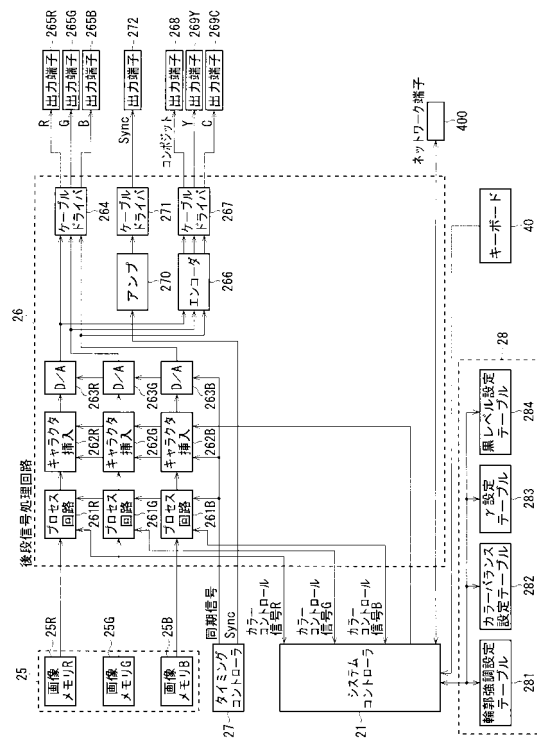 25
25R
画像
メモリR
25G
画像
メモリG
25B
画像
メモリB
同期信号
タイミング
コントローラ
27
Sync
カラー
コントロール
信号R
カラー
コントロール
信号G
カラー
コントロール
信号B
システム
コントローラ
21
後段信号処理回路
26
プロセス
回路
261R
プロセス
回路
261G
プロセス
回路
261B
キャラクタ
挿入
262R
キャラクタ
挿入
262G
キャラクタ
挿入
262B
D/A
263R
D/A
263G
D/A
263B
アンプ
270
エンコーダ
266
ケーブル
ドライバ
264
ケーブル
ドライバ
271
ケーブル
ドライバ
267
R
G
B
Sync
コンポジット
Y
C
出力端子
265R
出力端子
265G
出力端子
265B
出力端子
272
出力端子
268
出力端子
269Y
出力端子
269C
ネットワーク端子
400
キーボード
40
28
輪郭強調設定
テーブル
281
カラーバランス
設定テーブル
282
γ設定
テーブル
283
黒レベル設定
テーブル
284